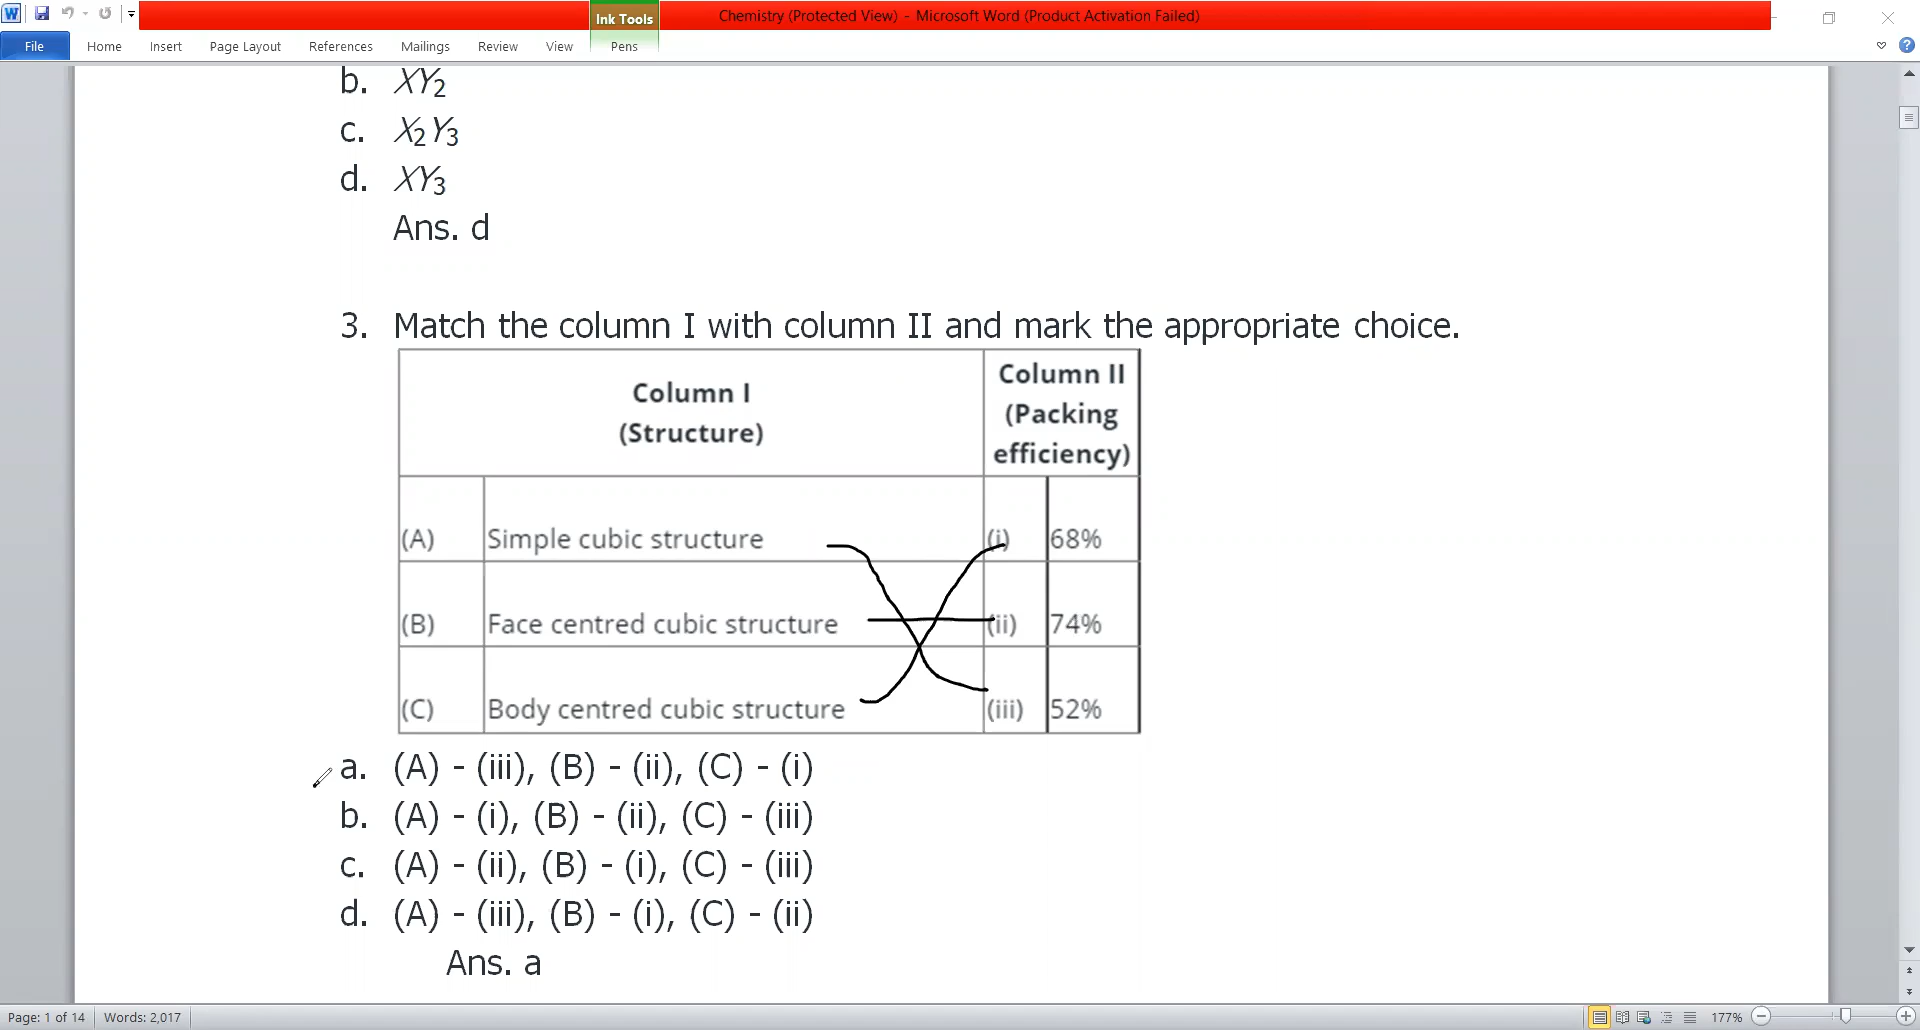 Chemistry (Protected View) - Microsoft Word (Product Activation Failed)
Ink Tools
File Home Insert Page Layout References Mailings Review View Pens
b. XY2
c. X2Y3
d. XY3
Ans. d
3. Match the column I with column II and mark the appropriate choice.
Column I
(Structure)
Column II
(Packing
efficiency)
(A) Simple cubic structure (i) 68%
(B) Face centred cubic structure (ii) 74%
(C) Body centred cubic structure (iii) 52%
a. (A) - (iii), (B) - (ii), (C) - (i)
b. (A) - (i), (B) - (ii), (C) - (iii)
c. (A) - (ii), (B) - (i), (C) - (iii)
d. (A) - (iii), (B) - (i), (C) - (ii)
Ans. a
Page: 1 of 14 Words: 2,017 177%